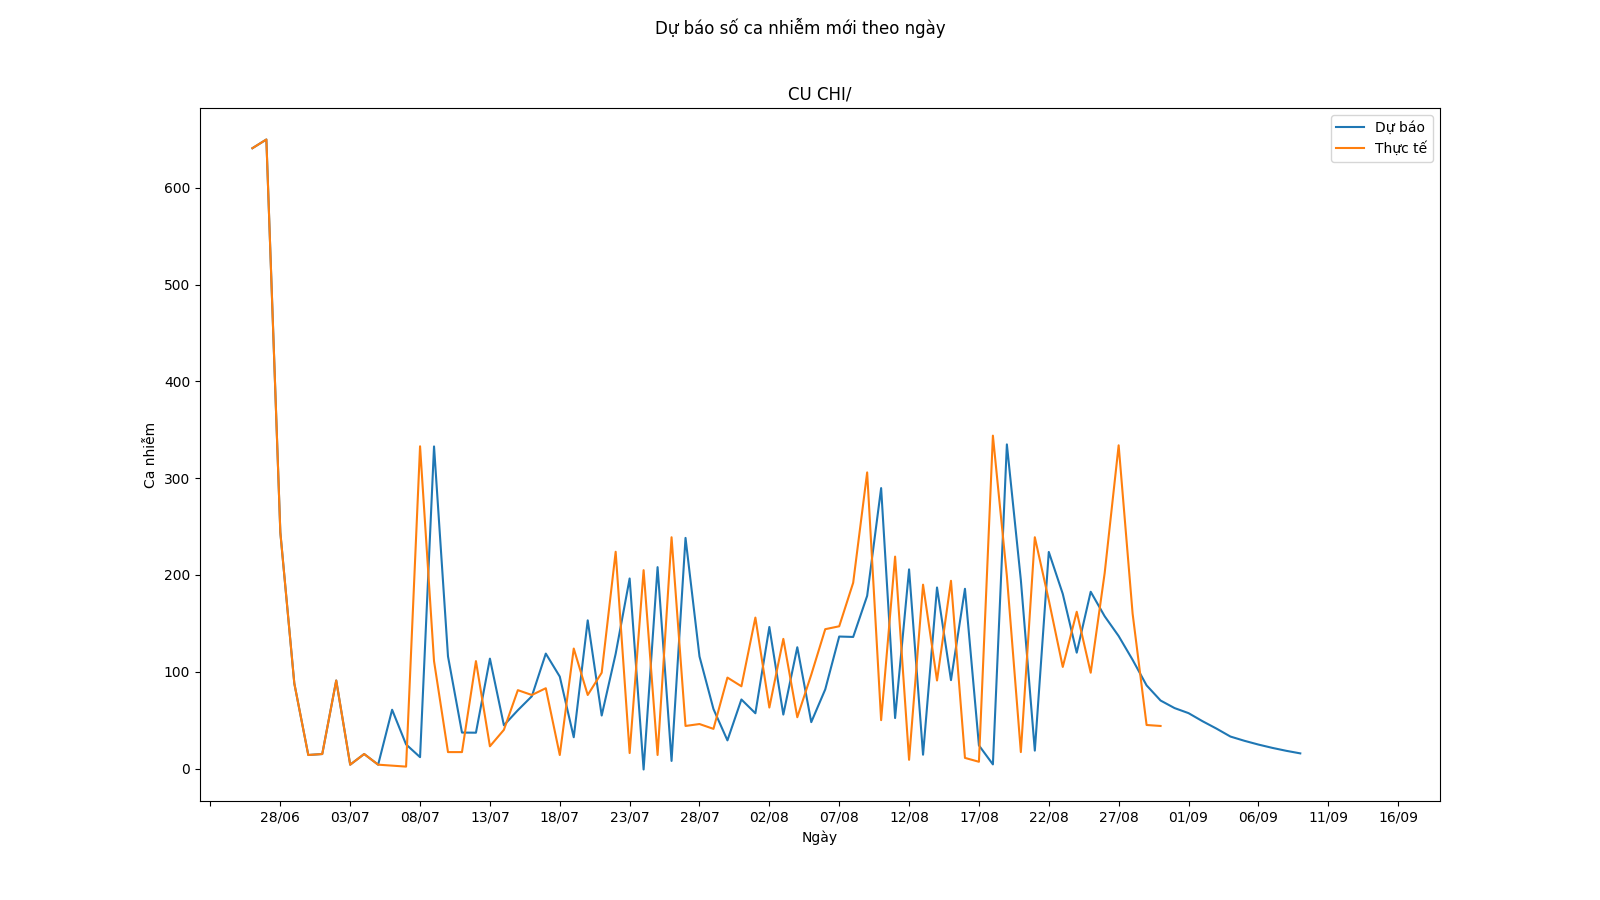 Dự báo số ca nhiễm mới theo ngày
CU CHI/
Dự báo
Thực tế
600
500
400
300
200
100
0
Ca nhiễm
28/06 03/07 08/07 13/07 18/07 23/07 28/07 02/08 07/08 12/08 17/08 22/08 27/08 01/09 06/09 11/09 16/09
Ngày